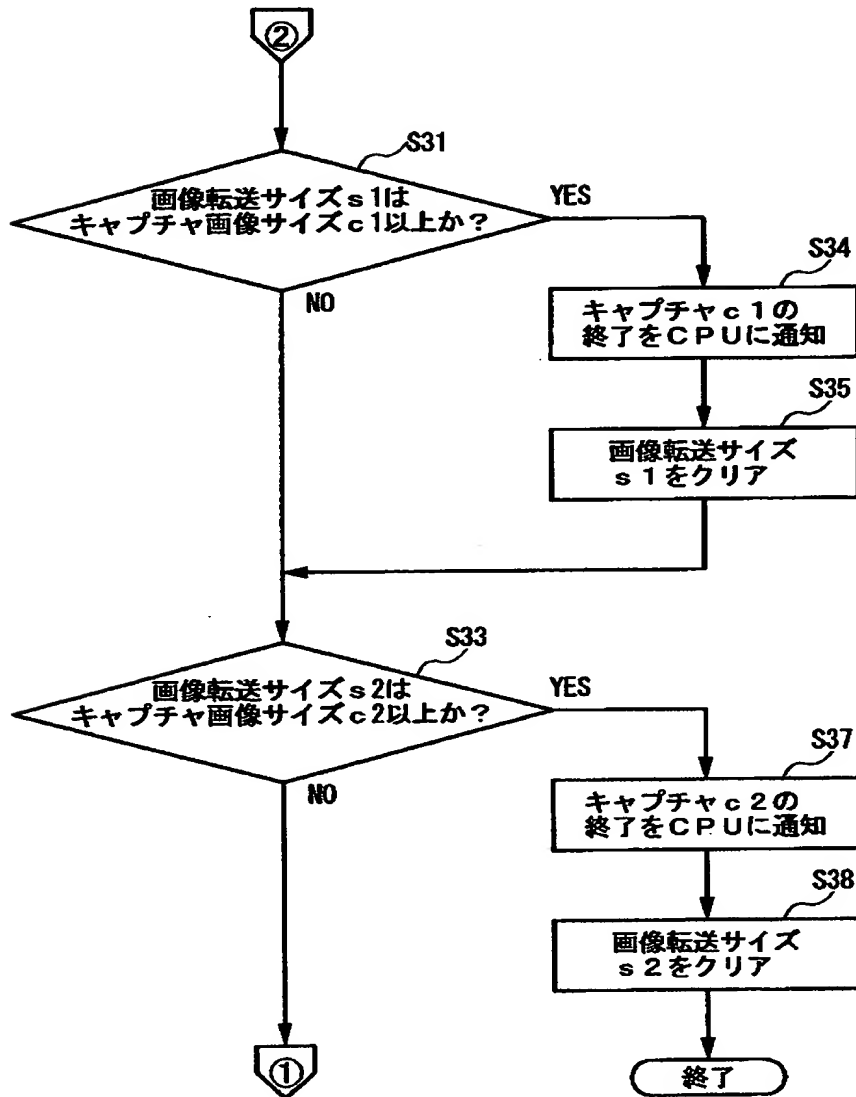 ②
S31
画像転送サイズs1は
キャプチャ画像サイズc1以上か？
YES
NO
S34
キャプチャc1の
終了をCPUに通知
S35
画像転送サイズ
s1をクリア
S33
画像転送サイズs2は
キャプチャ画像サイズc2以上か？
YES
NO
S37
キャプチャc2の
終了をCPUに通知
S38
画像転送サイズ
s2をクリア
①
終了